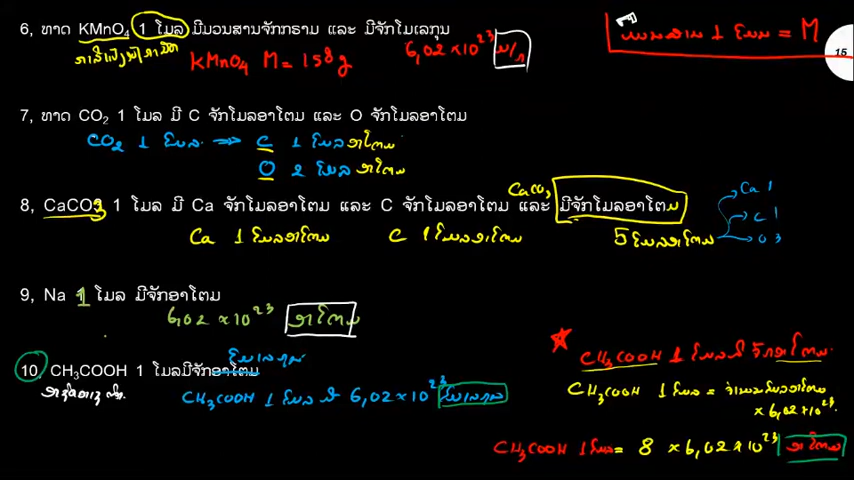 ມວນສານ 1 ໂມລ = M
15
6, ທາດ KMnO₄ 1 ໂມລ ມີມວນສານຈັກກຣາມ ແລະ ມີຈັກໂມເລກຸນ
KMnO₄ M = 158 g
6,02 × 10²³ ມ/ກ
7, ທາດ CO₂ 1 ໂມລ ມີ C ຈັກໂມລອາໂຕມ ແລະ O ຈັກໂມລອາໂຕມ
CO₂ 1 ໂມລ => C 1 ໂມລອາໂຕມ
O 2 ໂມລ ອາໂຕມ
CaCO₃
8, CaCO₃ 1 ໂມລ ມີ Ca ຈັກໂມລອາໂຕມ ແລະ C ຈັກໂມລອາໂຕມ ແລະ ມີຈັກໂມລອາໂຕມ
Ca 1 ໂມລອາໂຕມ C 1 ໂມລອາໂຕມ 5 ໂມລອາໂຕມ
Ca 1
C 1
O 3
9, Na 1 ໂມລ ມີຈັກອາໂຕມ
6,02 × 10²³ ອາໂຕມ
ໂມເລກຸນ
10, CH₃COOH 1 ໂມລມີຈັກອາໂຕມ
CH₃COOH 1 ໂມລ ມີ 6,02 × 10²³ ໂມເລກຸນ
CH₃COOH 1 ໂມລມີ ຈັກອາໂຕມ
CH₃COOH 1 ໂມລ = ຈຳນວນໂມລອາໂຕມ
× 6,02 × 10²³
CH₃COOH 1 ໂມລ = 8 × 6,02 × 10²³ ອາໂຕມ